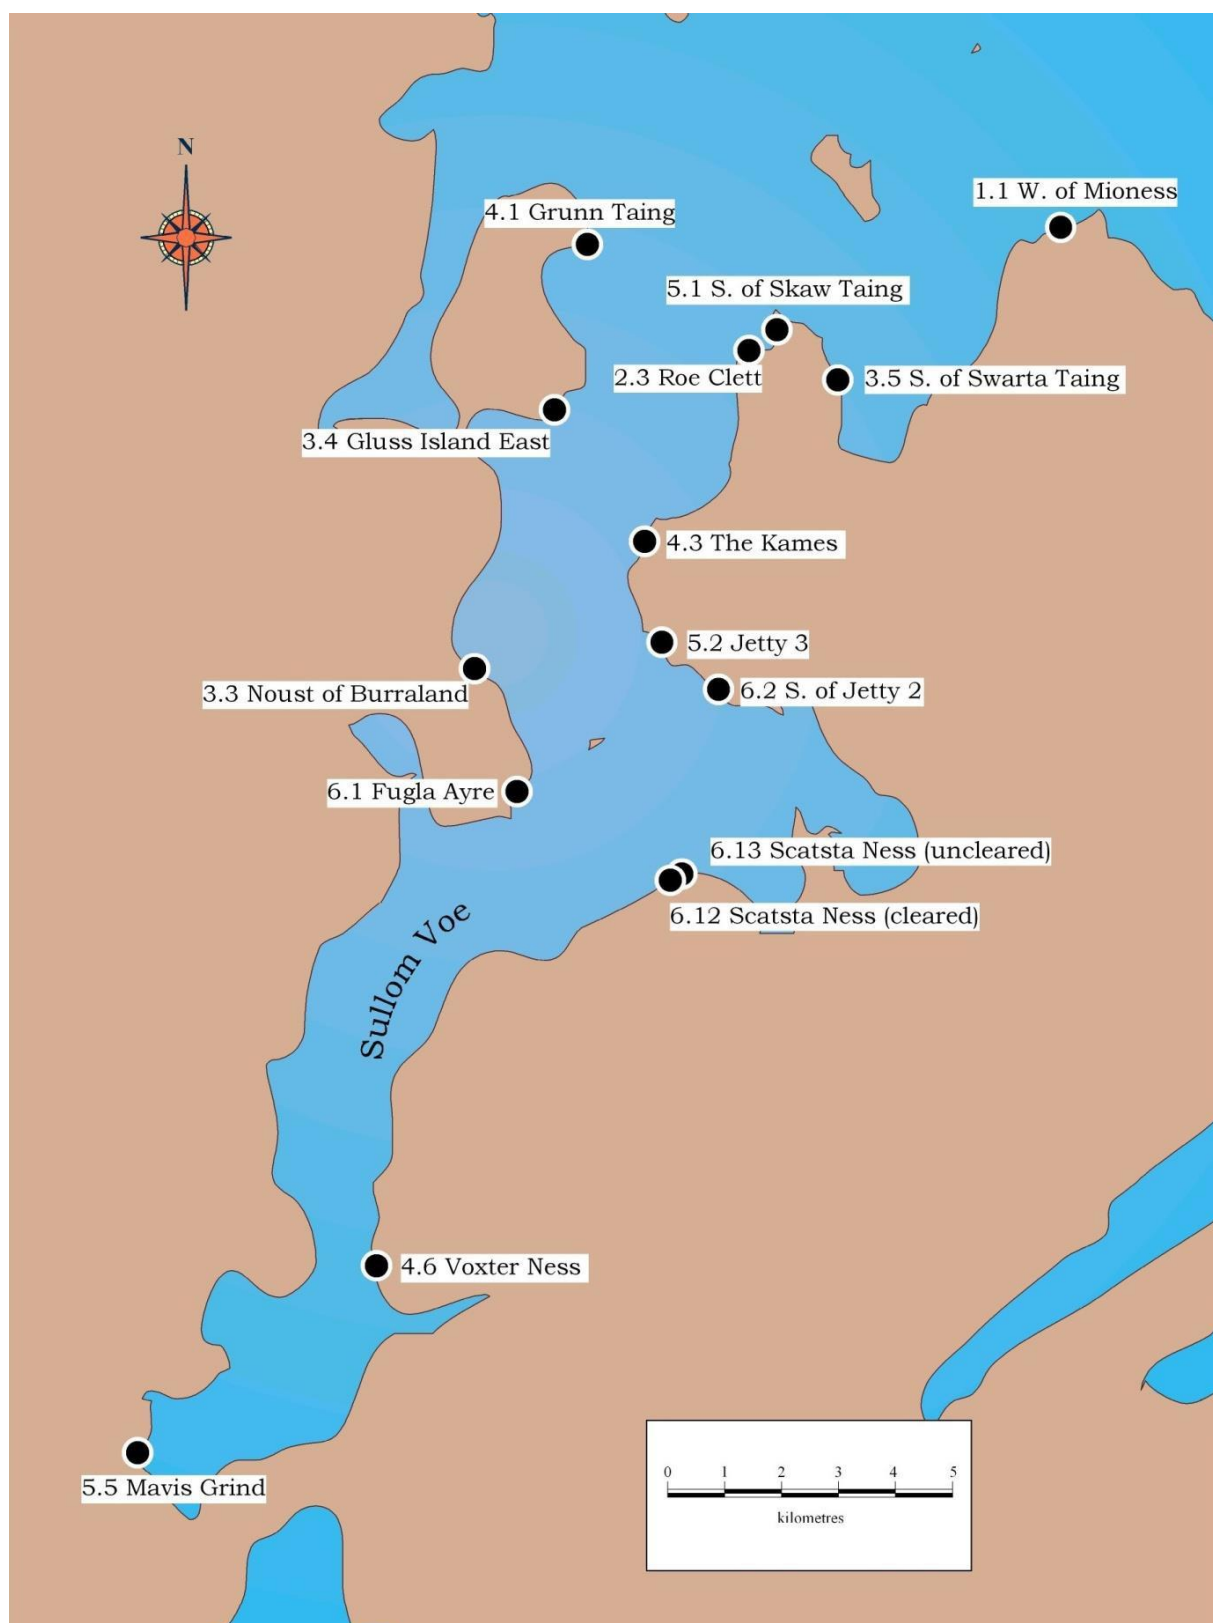 N
1.1 W. of Mioness
4.1 Grunn Taing
5.1 S. of Skaw Taing
2.3 Roe Clett
3.5 S. of Swarta Taing
3.4 Gluss Island East
4.3 The Kames
5.2 Jetty 3
3.3 Noust of Burraland
6.2 S. of Jetty 2
6.1 Fugla Ayre
6.13 Scatsta Ness (uncleared)
6.12 Scatsta Ness (cleared)
Sullom Voe
4.6 Voxter Ness
5.5 Mavis Grind
0 1 2 3 4 5
kilometres